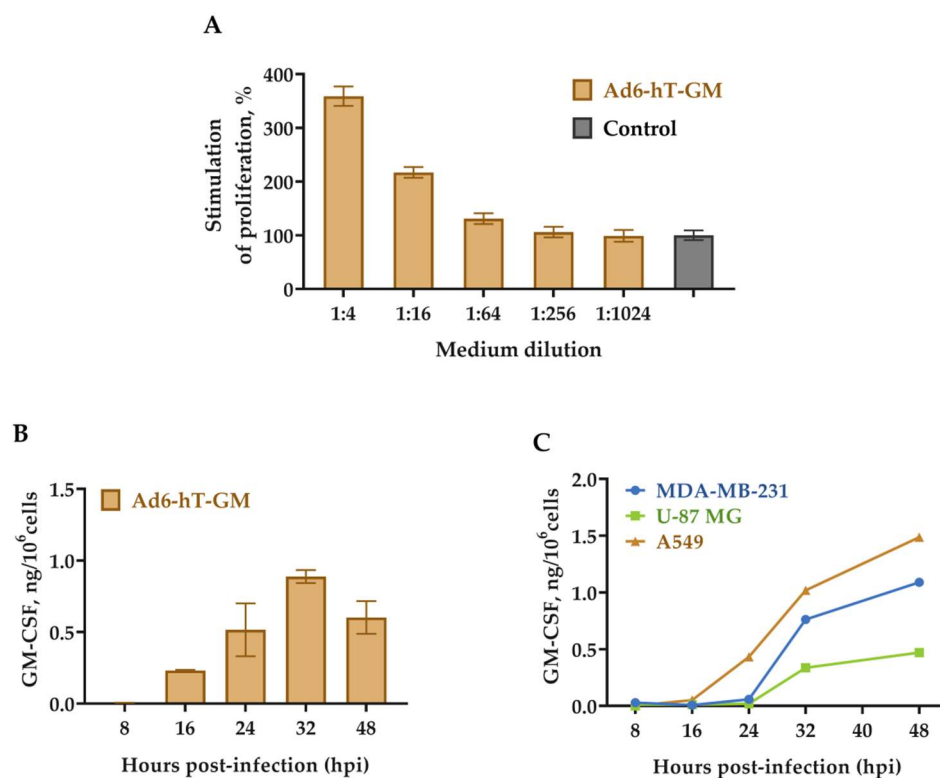 A
Stimulation
of proliferation, %
400
300
200
100
0
Ad6-hT-GM
Control
1:4 1:16 1:64 1:256 1:1024
Medium dilution
B
GM-CSF, ng/10⁶cells
1.5
1.0
0.5
0.0
Ad6-hT-GM
8 16 24 32 48
Hours post-infection (hpi)
C
GM-CSF, ng/10⁶cells
2.0
1.5
1.0
0.5
0.0
MDA-MB-231
U-87 MG
A549
8 16 24 32 40 48
Hours post-infection (hpi)